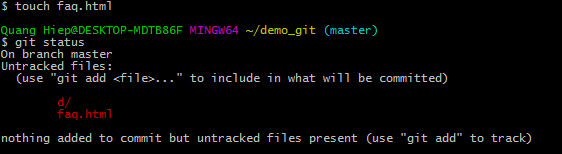 $ touch faq.html
Quang Hiep@DESKTOP-MDTB86F MINGW64 ~/demo_git (master)
$ git status
On branch master
Untracked files:
(use "git add <file>..." to include in what will be committed)
d/
faq.html
nothing added to commit but untracked files present (use "git add" to track)